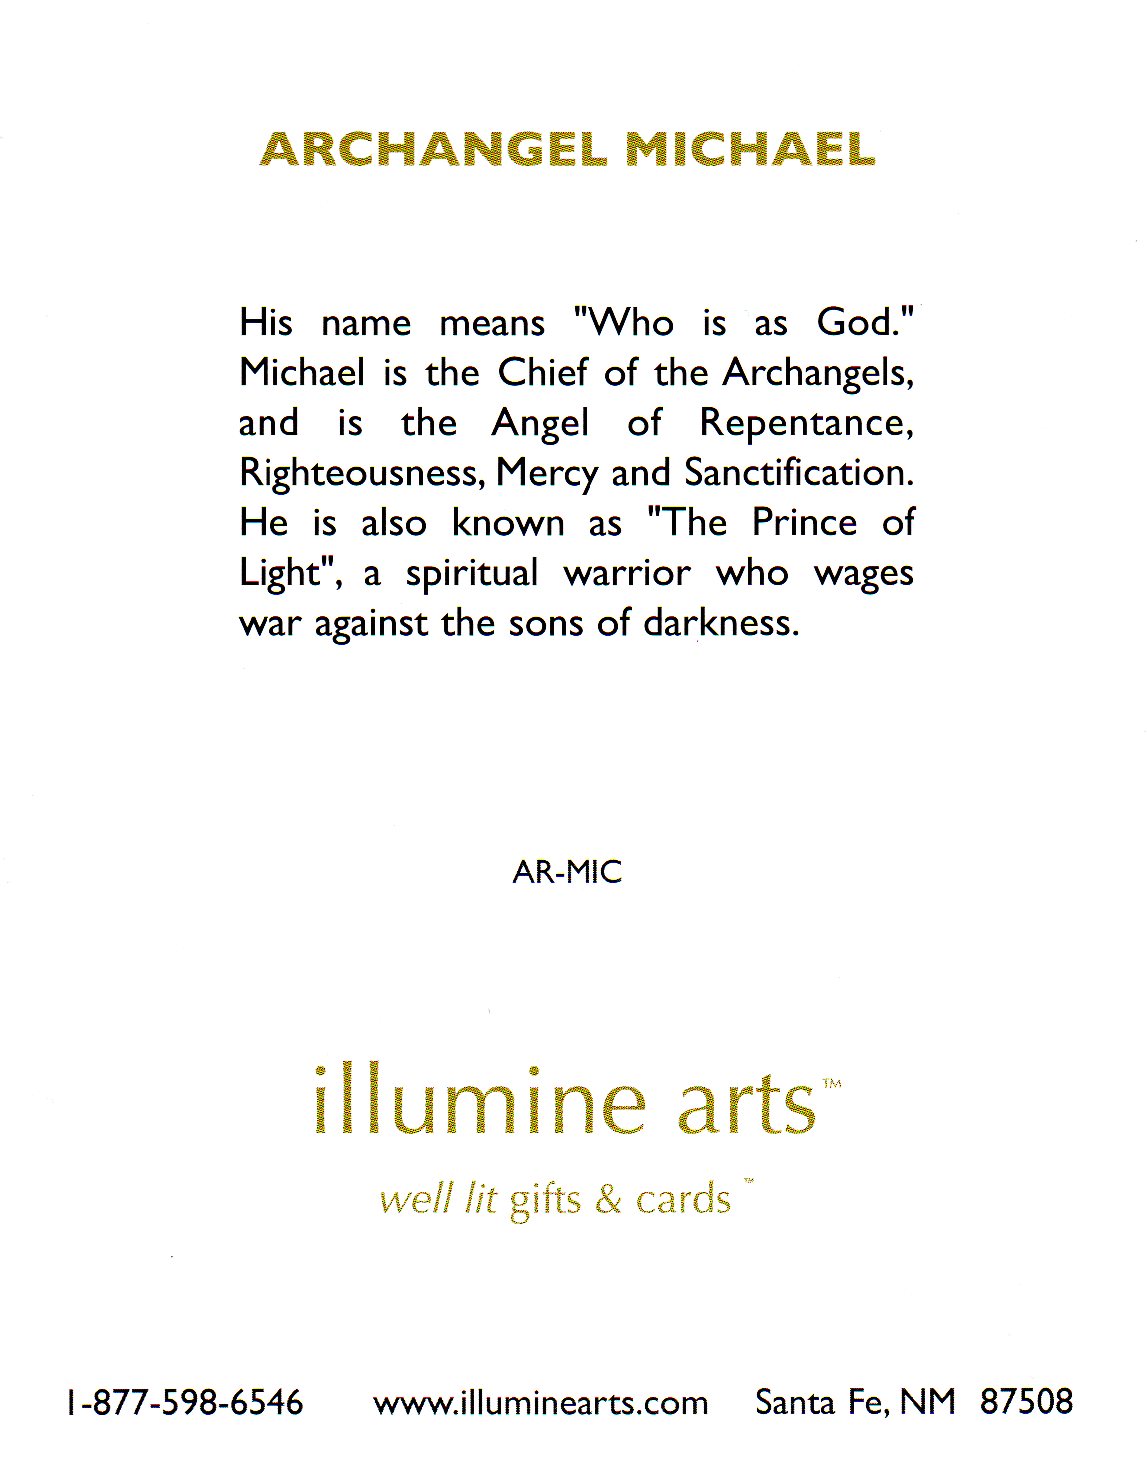 ARCHANGEL MICHAEL
His name means "Who is as God."
Michael is the Chief of the Archangels,
and is the Angel of Repentance,
Righteousness, Mercy and Sanctification.
He is also known as "The Prince of
Light", a spiritual warrior who wages
war against the sons of darkness.
AR-MIC
illumine arts™
well lit gifts & cards™
1-877-598-6546 www.illuminearts.com Santa Fe, NM 87508